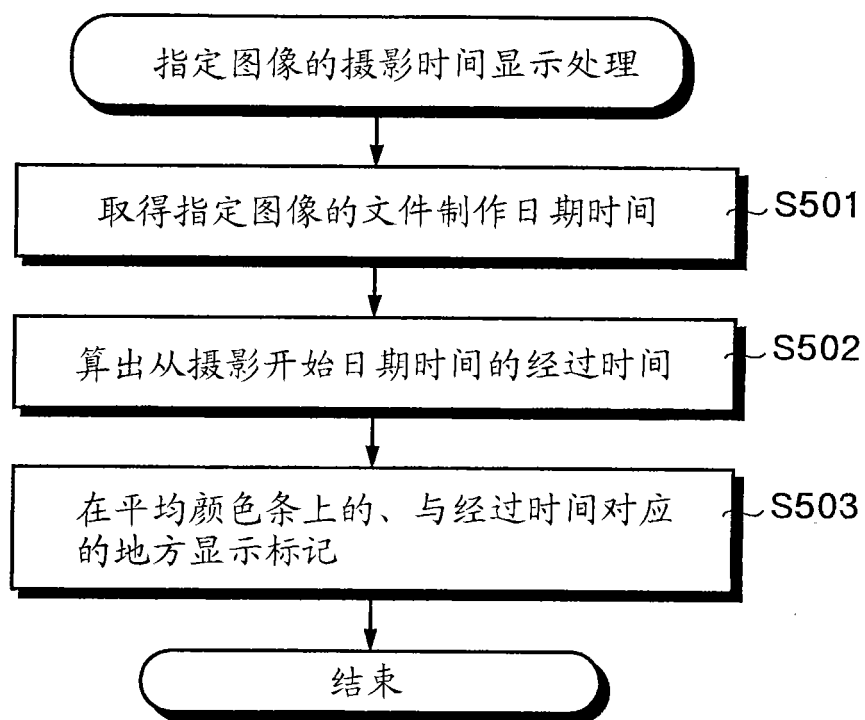 指定图像的摄影时间显示处理
取得指定图像的文件制作日期时间
S501
算出从摄影开始日期时间的经过时间
S502
在平均颜色条上的、与经过时间对应
的地方显示标记
S503
结束